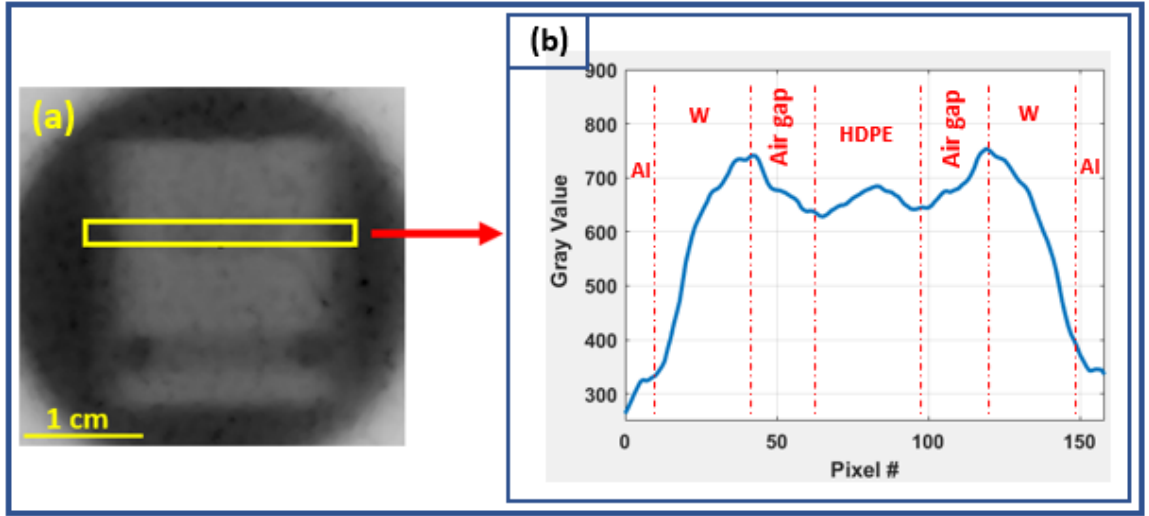 (a)
1 cm
(b)
Gray Value
900
800
700
600
500
400
300
Al
W
Air gap
HDPE
Air gap
W
Al
0
50
100
150
Pixel #